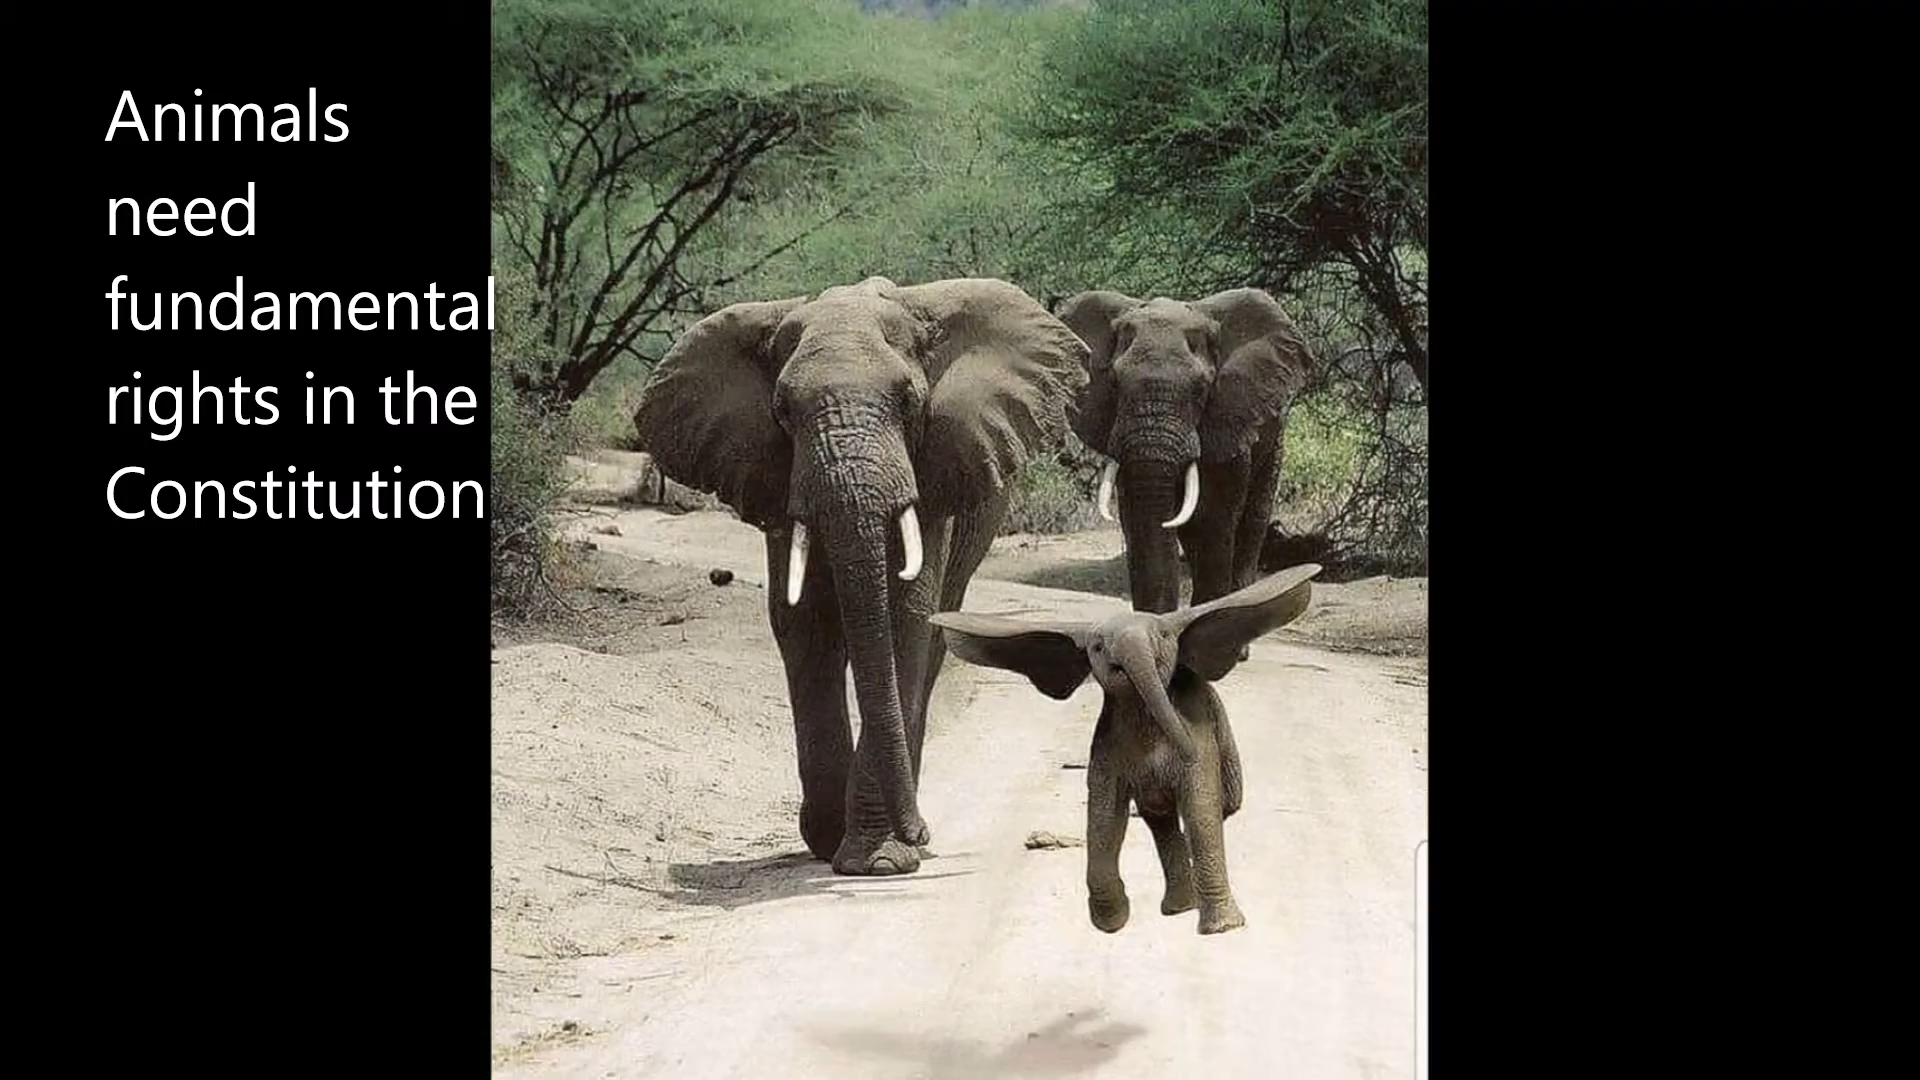 Animals
need
fundamental
rights in the
Constitution